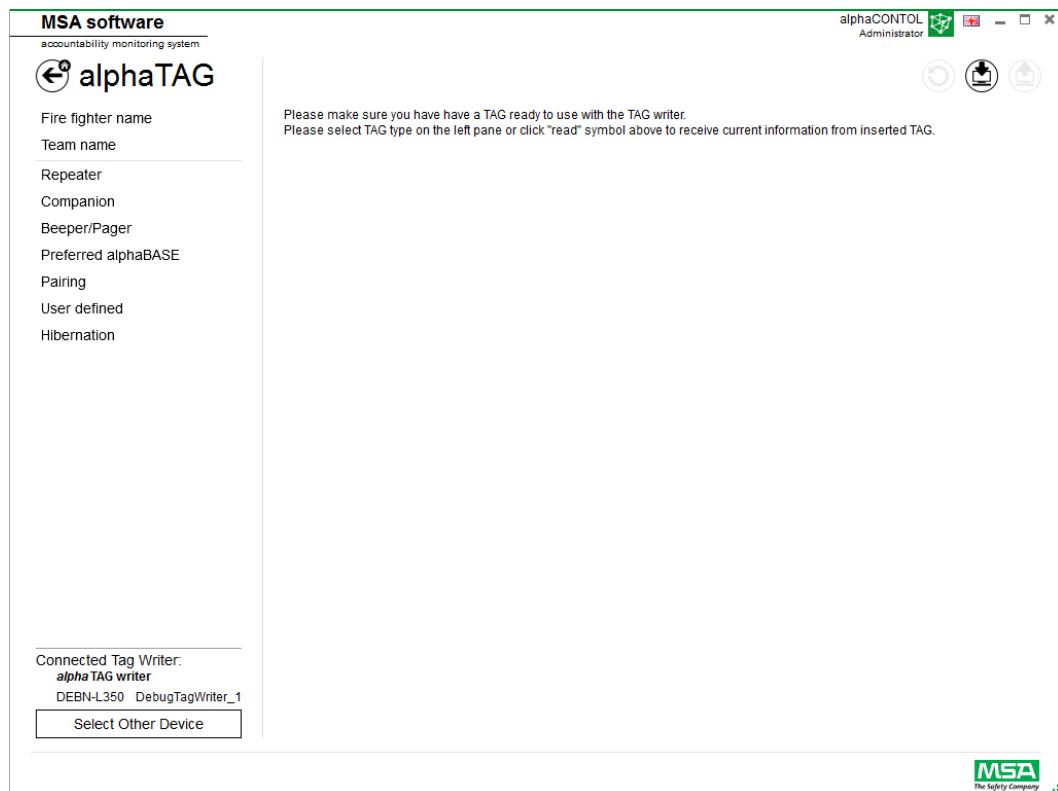 MSA software
accountability monitoring system
alphaCONTOL
Administrator
alphaTAG
Fire fighter name
Team name
Repeater
Companion
Beeper/Pager
Preferred alphaBASE
Pairing
User defined
Hibernation
Please make sure you have have a TAG ready to use with the TAG writer.
Please select TAG type on the left pane or click "read" symbol above to receive current information from inserted TAG.
Connected Tag Writer:
alpha TAG writer
DEBN-L350 DebugTagWriter_1
Select Other Device
MSA
The Safety Company